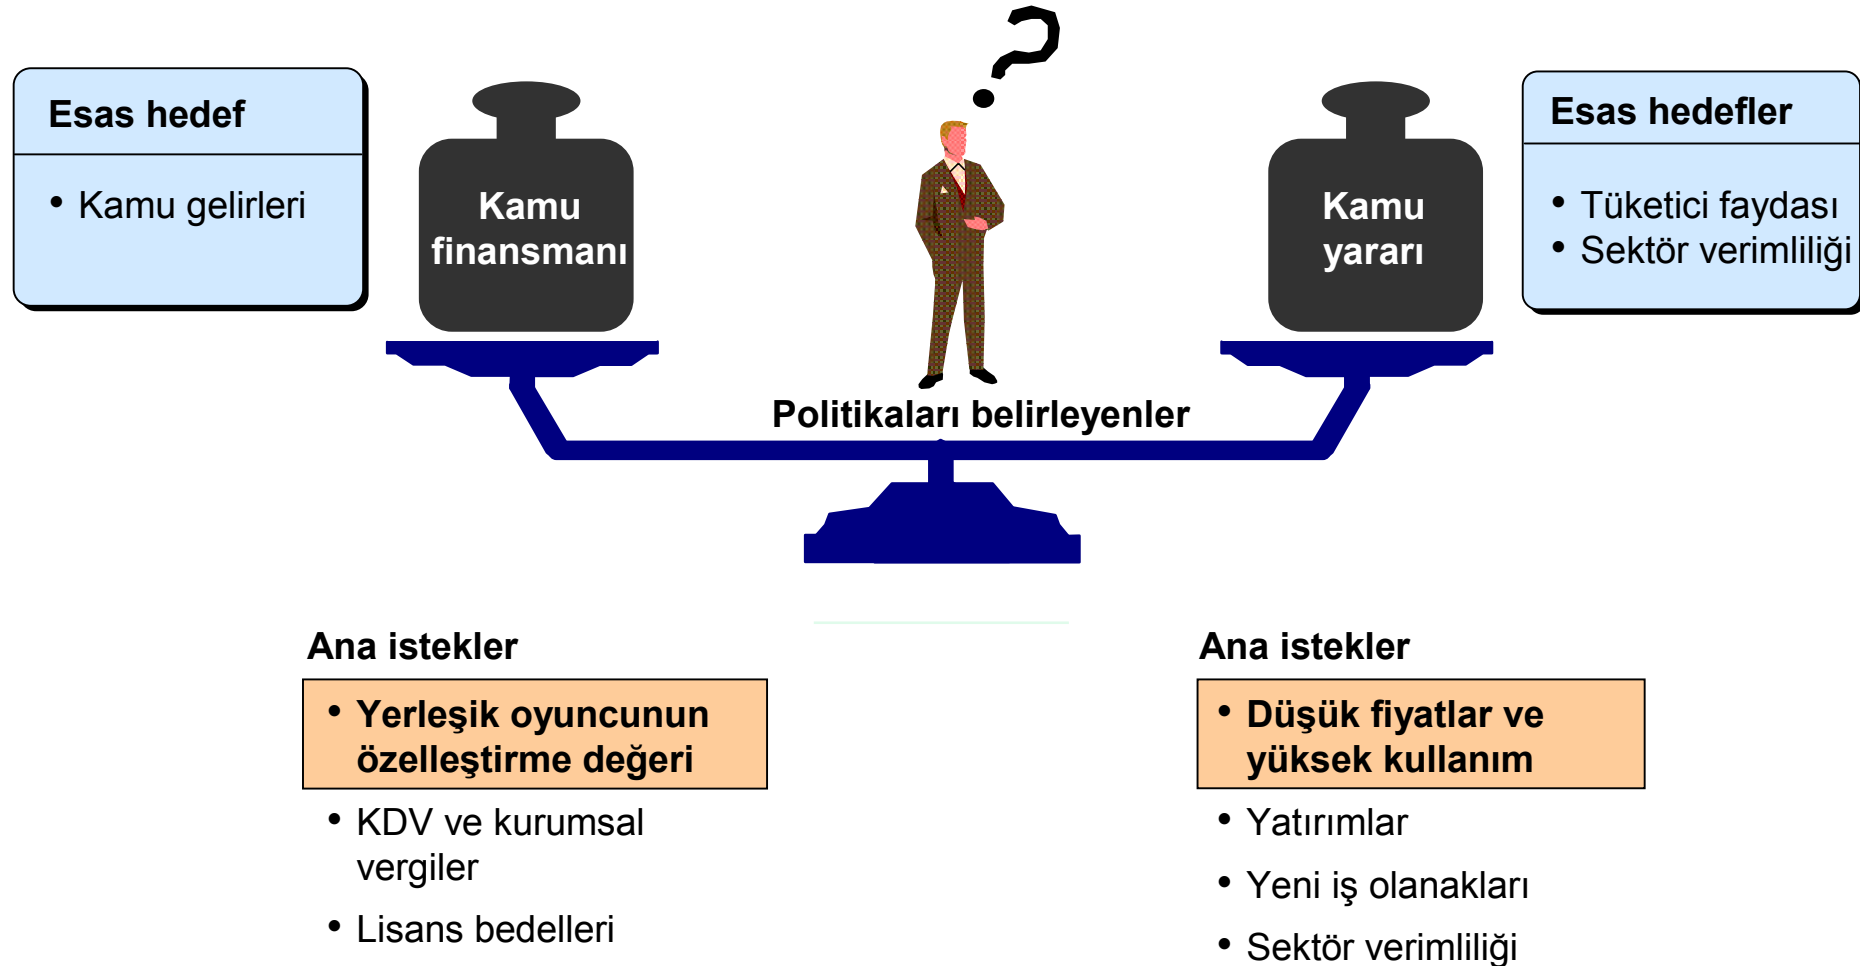 Esas hedef
• Kamu gelirleri
Kamu
finansmanı
?
Politikaları belirleyenler
Kamu
yararı
Esas hedefler
• Tüketici faydası
• Sektör verimliliği
Ana istekler
• Yerleşik oyuncunun
özelleştirme değeri
• KDV ve kurumsal
vergiler
• Lisans bedelleri
Ana istekler
• Düşük fiyatlar ve
yüksek kullanım
• Yatırımlar
• Yeni iş olanakları
• Sektör verimliliği